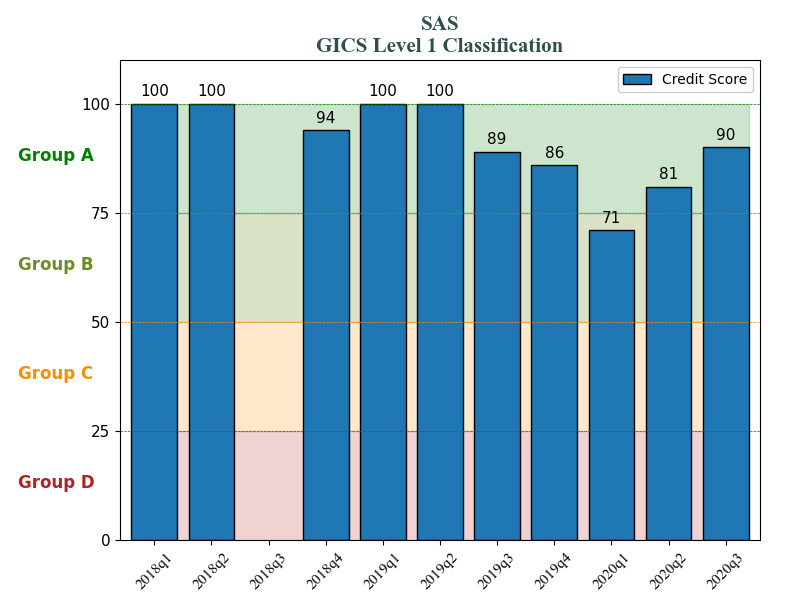 SAS
GICS Level 1 Classification
Credit Score
100 100 94 100 100 89 86 71 81 90
100
Group A
75
Group B
50
Group C
25
Group D
0
2018q1 2018q2 2018q3 2018q4 2019q1 2019q2 2019q3 2019q4 2020q1 2020q2 2020q3